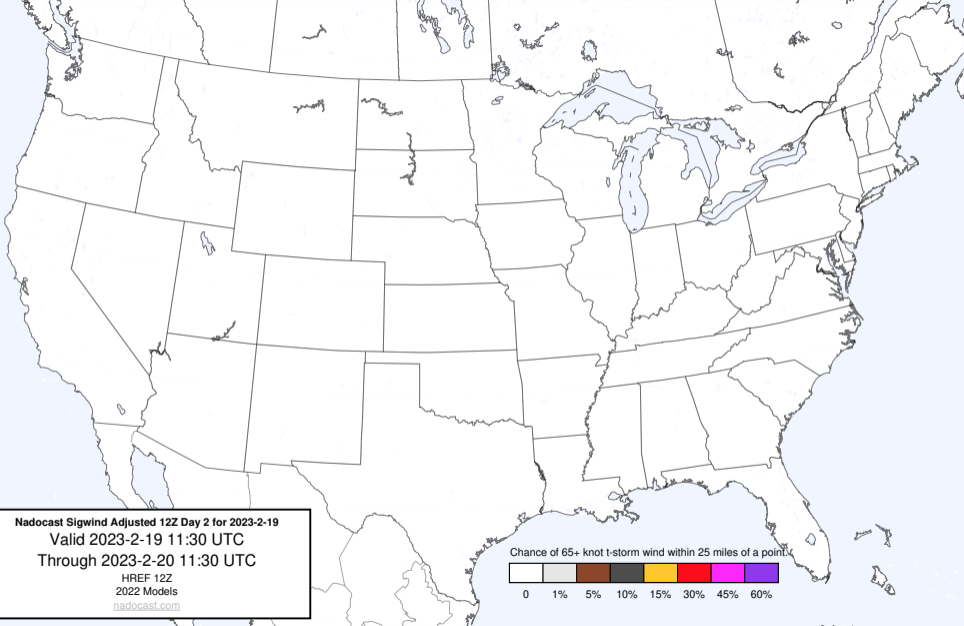 Nadocast Sigwind Adjusted 12Z Day 2 for 2023-2-19
Valid 2023-2-19 11:30 UTC
Through 2023-2-20 11:30 UTC
HREF 12Z
2022 Models
nadocast.com
Chance of 65+ knot t-storm wind within 25 miles of a point.
0 1% 5% 10% 15% 30% 45% 60%